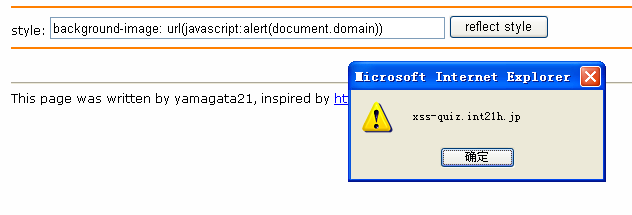 style: background-image: url(javascript:alert(document.domain)) reflect style
This page was written by yamagata21, inspired by htt
Microsoft Internet Explorer
xss-quiz.int21h.jp
确定